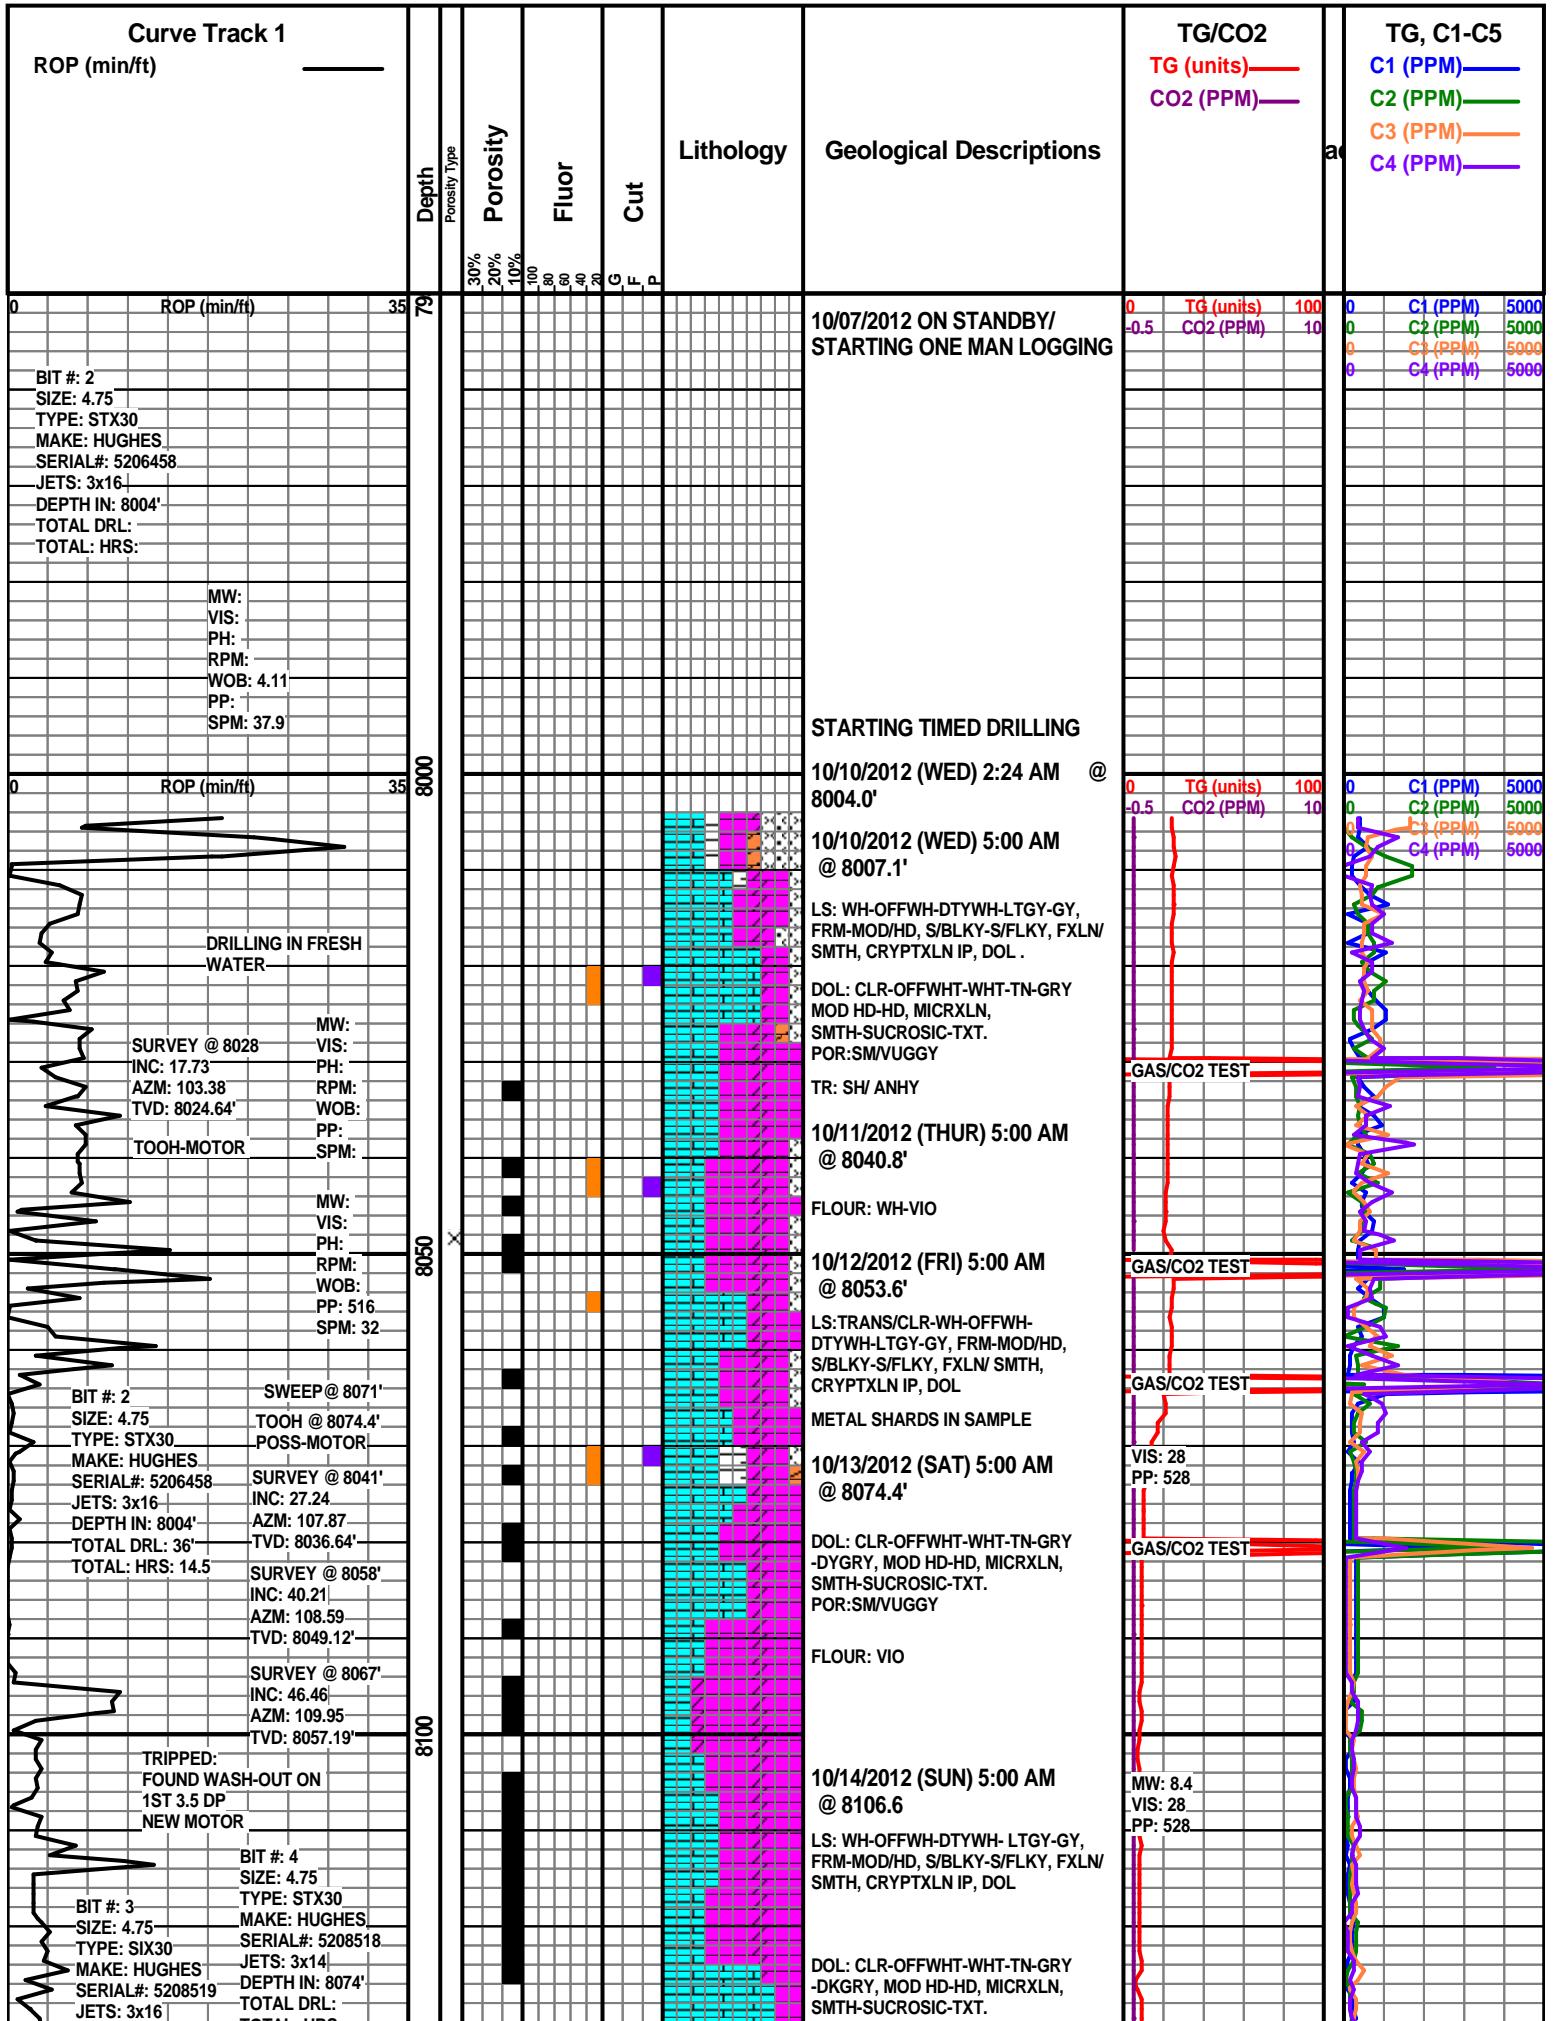 Curve Track 1
ROP (min/ft)
Depth
Porosity Type
Porosity
30%
20%
10%
Fluor
100
80
60
40
20
Cut
G
F
P
Lithology
Geological Descriptions
TG/CO2
TG (units)
CO2 (PPM)
TG, C1-C5
C1 (PPM)
C2 (PPM)
C3 (PPM)
C4 (PPM)
0 ROP (min/ft) 35
79
BIT #: 2
SIZE: 4.75
TYPE: STX30
MAKE: HUGHES
SERIAL#: 5206458
JETS: 3x16
DEPTH IN: 8004'
TOTAL DRL:
TOTAL: HRS:
MW:
VIS:
PH:
RPM:
WOB: 4.11
PP:
SPM: 37.9
10/07/2012 ON STANDBY/
STARTING ONE MAN LOGGING
0 TG (units) 100
-0.5 CO2 (PPM) 10
0 C1 (PPM) 5000
0 C2 (PPM) 5000
0 C3 (PPM) 5000
0 C4 (PPM) 5000
STARTING TIMED DRILLING
0 ROP (min/ft) 35
8000
10/10/2012 (WED) 2:24 AM @
8004.0'
0 TG (units) 100
-0.5 CO2 (PPM) 10
0 C1 (PPM) 5000
0 C2 (PPM) 5000
0 C3 (PPM) 5000
0 C4 (PPM) 5000
10/10/2012 (WED) 5:00 AM
@ 8007.1'
LS: WH-OFFWH-DTYWH-LTGY-GY,
FRM-MOD/HD, S/BLKY-S/FLKY, FXLN/
SMTH, CRYPTXLN IP, DOL .
DOL: CLR-OFFWHT-WHT-TN-GRY
MOD HD-HD, MICRXLN,
SMTH-SUCROSIC-TXT.
POR:SM/VUGGY
TR: SH/ ANHY
10/11/2012 (THUR) 5:00 AM
@ 8040.8'
FLOUR: WH-VIO
10/12/2012 (FRI) 5:00 AM
@ 8053.6'
LS:TRANS/CLR-WH-OFFWH-
DTYWH-LTGY-GY, FRM-MOD/HD,
S/BLKY-S/FLKY, FXLN/ SMTH,
CRYPTXLN IP, DOL
METAL SHARDS IN SAMPLE
10/13/2012 (SAT) 5:00 AM
@ 8074.4'
DOL: CLR-OFFWHT-WHT-TN-GRY
-DYGRY, MOD HD-HD, MICRXLN,
SMTH-SUCROSIC-TXT.
POR:SM/VUGGY
FLOUR: VIO
10/14/2012 (SUN) 5:00 AM
@ 8106.6
LS: WH-OFFWH-DTYWH- LTGY-GY,
FRM-MOD/HD, S/BLKY-S/FLKY, FXLN/
SMTH, CRYPTXLN IP, DOL
DOL: CLR-OFFWHT-WHT-TN-GRY
-DKGRY, MOD HD-HD, MICRXLN,
SMTH-SUCROSIC-TXT.
DRILLING IN FRESH
WATER
SURVEY @ 8028
INC: 17.73
AZM: 103.38
TVD: 8024.64'
TOOH-MOTOR
MW:
VIS:
PH:
RPM:
WOB:
PP:
SPM:
MW:
VIS:
PH:
RPM:
WOB:
PP: 516
SPM: 32
8050
BIT #: 2
SIZE: 4.75
TYPE: STX30
MAKE: HUGHES
SERIAL#: 5206458
JETS: 3x16
DEPTH IN: 8004'
TOTAL DRL: 36'
TOTAL: HRS: 14.5
SWEEP @ 8071'
TOOH @ 8074.4'
POSS-MOTOR
SURVEY @ 8041'
INC: 27.24
AZM: 107.87
TVD: 8036.64'
SURVEY @ 8058'
INC: 40.21
AZM: 108.59
TVD: 8049.12'
SURVEY @ 8067'
INC: 46.46
AZM: 109.95
TVD: 8057.19'
8100
TRIPPED:
FOUND WASH-OUT ON
1ST 3.5 DP
NEW MOTOR
BIT #: 4
SIZE: 4.75
TYPE: STX30
MAKE: HUGHES
SERIAL#: 5208518
JETS: 3x14
DEPTH IN: 8074'
TOTAL DRL:
BIT #: 3
SIZE: 4.75
TYPE: SIX30
MAKE: HUGHES
SERIAL#: 5208519
JETS: 3x16
GAS/CO2 TEST
GAS/CO2 TEST
GAS/CO2 TEST
VIS: 28
PP: 528
GAS/CO2 TEST
MW: 8.4
VIS: 28
PP: 528